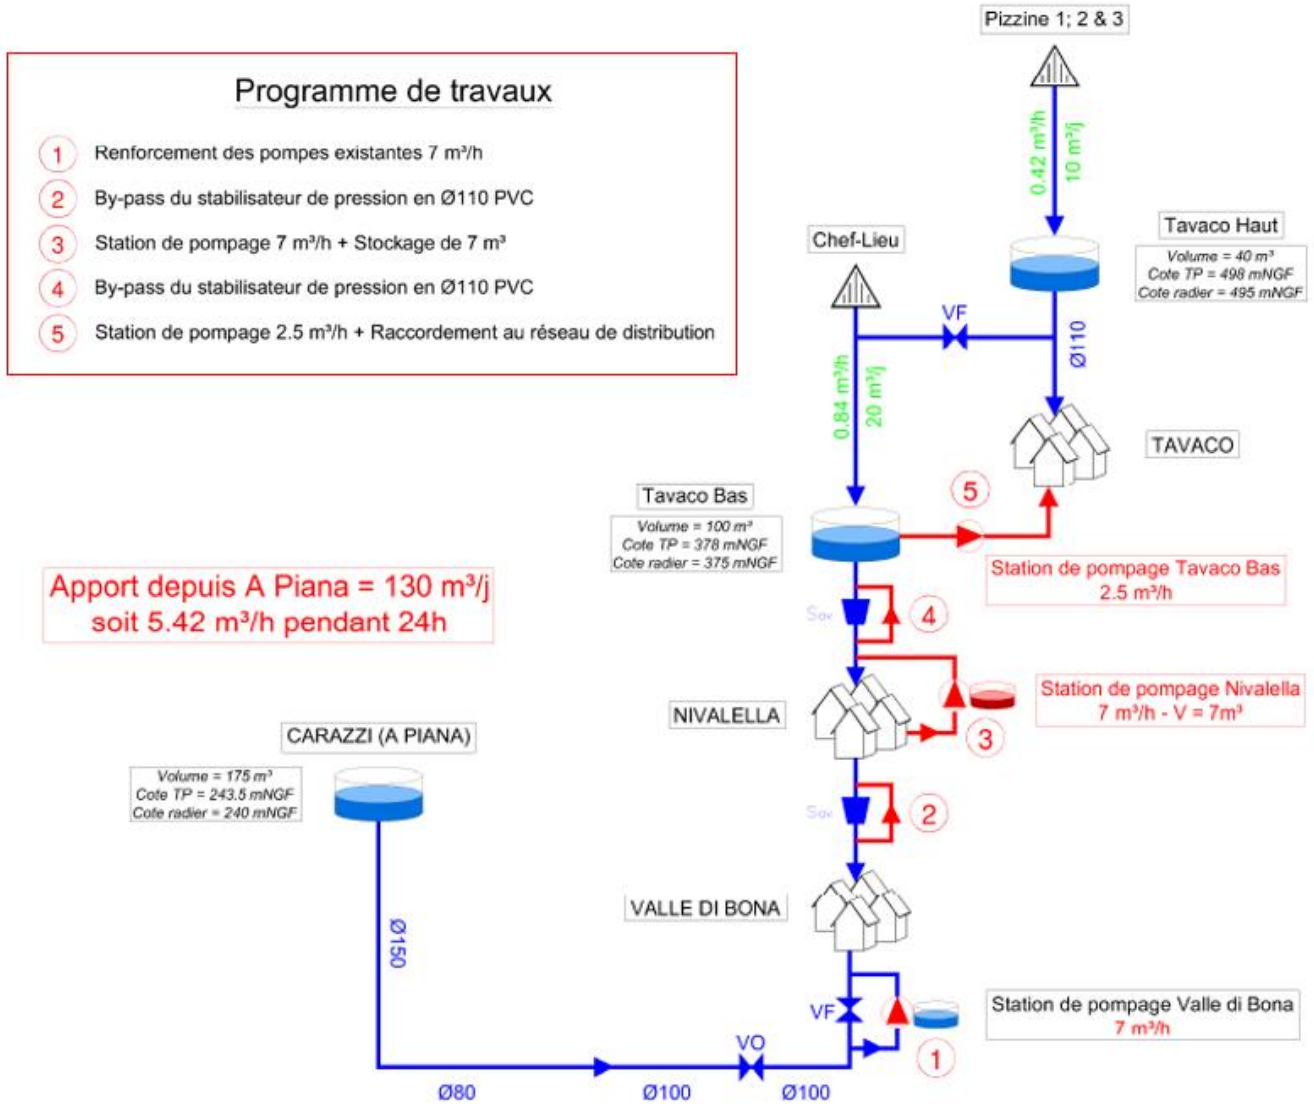 Pizzine 1; 2 & 3
Programme de travaux
1 Renforcement des pompes existantes 7 m³/h
2 By-pass du stabilisateur de pression en Ø110 PVC
3 Station de pompage 7 m³/h + Stockage de 7 m³
4 By-pass du stabilisateur de pression en Ø110 PVC
5 Station de pompage 2.5 m³/h + Raccordement au réseau de distribution
0.42 m³/h
10 m³/j
Tavaco Haut
Volume = 40 m³
Cote TP = 498 mNGF
Cote radier = 495 mNGF
Chef-Lieu
VF
Ø110
0.84 m³/h
20 m³/j
TAVACO
Tavaco Bas
Volume = 100 m³
Cote TP = 378 mNGF
Cote radier = 375 mNGF
5
Station de pompage Tavaco Bas
2.5 m³/h
Apport depuis A Piana = 130 m³/j
soit 5.42 m³/h pendant 24h
Sav
4
NIVALELLA
Station de pompage Nivalella
7 m³/h - V = 7m³
3
CARAZZI (A PIANA)
Volume = 175 m³
Cote TP = 243.5 mNGF
Cote radier = 240 mNGF
Sav
2
VALLE DI BONA
Ø150
VF
Station de pompage Valle di Bona
7 m³/h
1
VO
Ø80
Ø100
Ø100